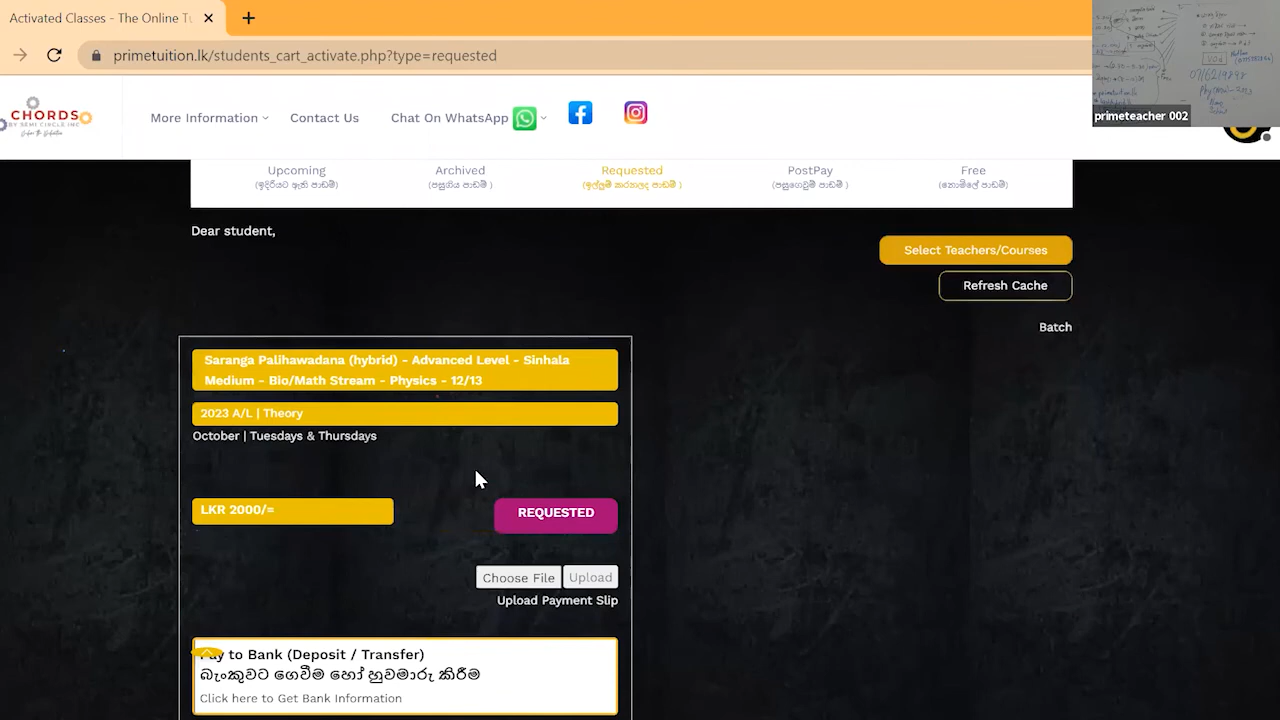 Activated Classes - The Online Tu
primetuition.lk/students_cart_activate.php?type=requested
primeteacher 002
CHORDS
BY SEMI CIRCLE INC
More Information
Contact Us
Chat On WhatsApp
Upcoming
(ඉදිරියට ඇති පාඩම්)
Archived
(පසුගිය පාඩම් )
Requested
(ඉල්ලුම් කරනලද පාඩම් )
PostPay
(පසුගෙවුම් පාඩම් )
Free
(නොමිලේ පාඩම්)
Dear student,
Select Teachers/Courses
Refresh Cache
Batch
Saranga Palihawadana (hybrid) - Advanced Level - Sinhala
Medium - Bio/Math Stream - Physics - 12/13
2023 A/L | Theory
October | Tuesdays & Thursdays
LKR 2000/=
REQUESTED
Choose File
Upload
Upload Payment Slip
Pay to Bank (Deposit / Transfer)
බැංකුවට ගෙවීම හෝ හුවමාරු කිරීම
Click here to Get Bank Information